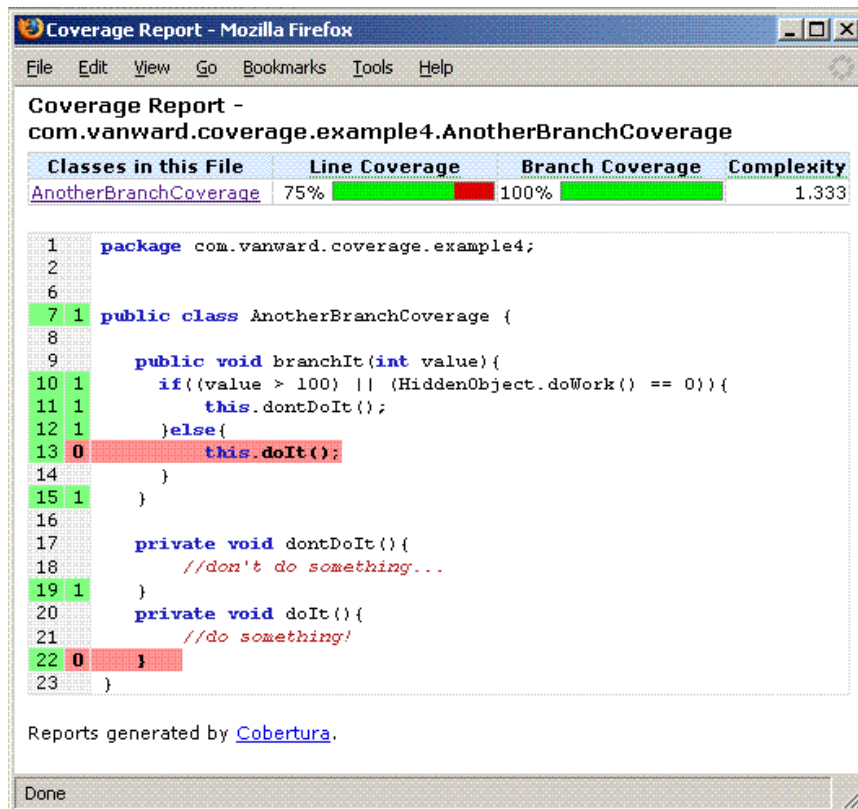 Coverage Report - Mozilla Firefox
File Edit View Go Bookmarks Tools Help
Coverage Report -
com.vanward.coverage.example4.AnotherBranchCoverage
Classes in this File Line Coverage Branch Coverage Complexity
AnotherBranchCoverage 75% 100% 1.333
1 package com.vanward.coverage.example4;
2
6
7 1 public class AnotherBranchCoverage {
8
9 public void branchIt(int value){
10 1 if((value > 100) || (HiddenObject.doWork() == 0)){
11 1 this.dontDoIt();
12 1 }else{
13 0 this.doIt();
14 }
15 1 }
16
17 private void dontDoIt(){
18 //don't do something...
19 1 }
20 private void doIt(){
21 //do something!
22 0 }
23 }
Reports generated by Cobertura.
Done